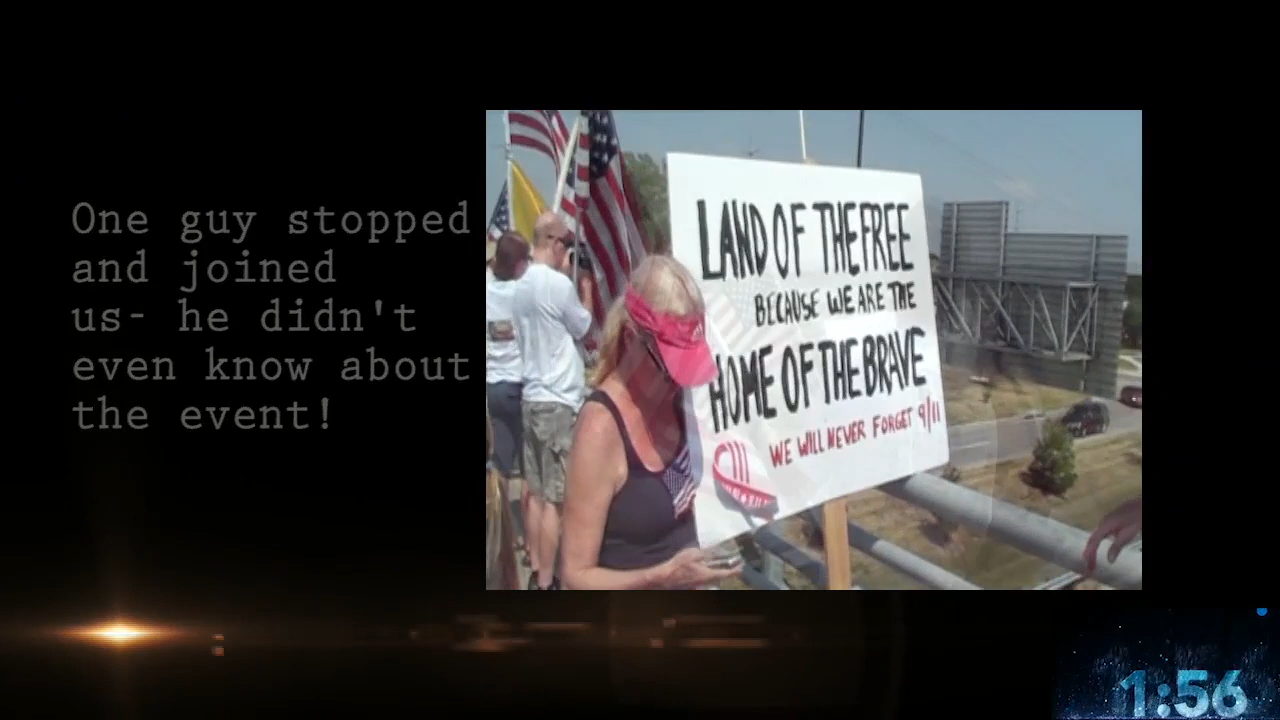 One guy stopped
and joined
us- he didn't
even know about
the event!
LAND OF THE FREE
BECAUSE WE ARE THE
HOME OF THE BRAVE
WE WILL NEVER FORGET 9/11
1:56